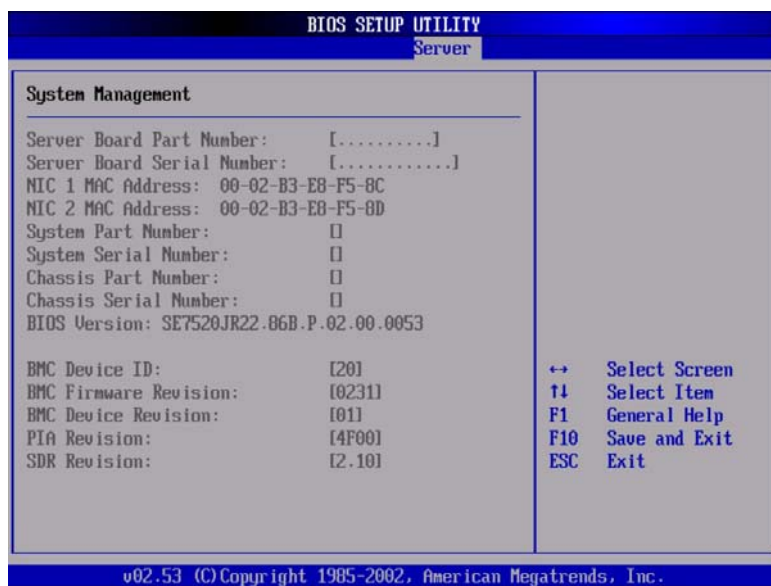 BIOS SETUP UTILITY
Server
System Management
Server Board Part Number: [..........]
Server Board Serial Number: [............]
NIC 1 MAC Address: 00-02-B3-E8-F5-8C
NIC 2 MAC Address: 00-02-B3-E8-F5-8D
System Part Number: []
System Serial Number: []
Chassis Part Number: []
Chassis Serial Number: []
BIOS Version: SE7520JR22.86B.P.02.00.0053
BMC Device ID: [20]
BMC Firmware Revision: [0231]
BMC Device Revision: [01]
PIA Revision: [4F00]
SDR Revision: [2.10]
↔ Select Screen
↑↓ Select Item
F1 General Help
F10 Save and Exit
ESC Exit
v02.53 (C)Copyright 1985-2002, American Megatrends, Inc.